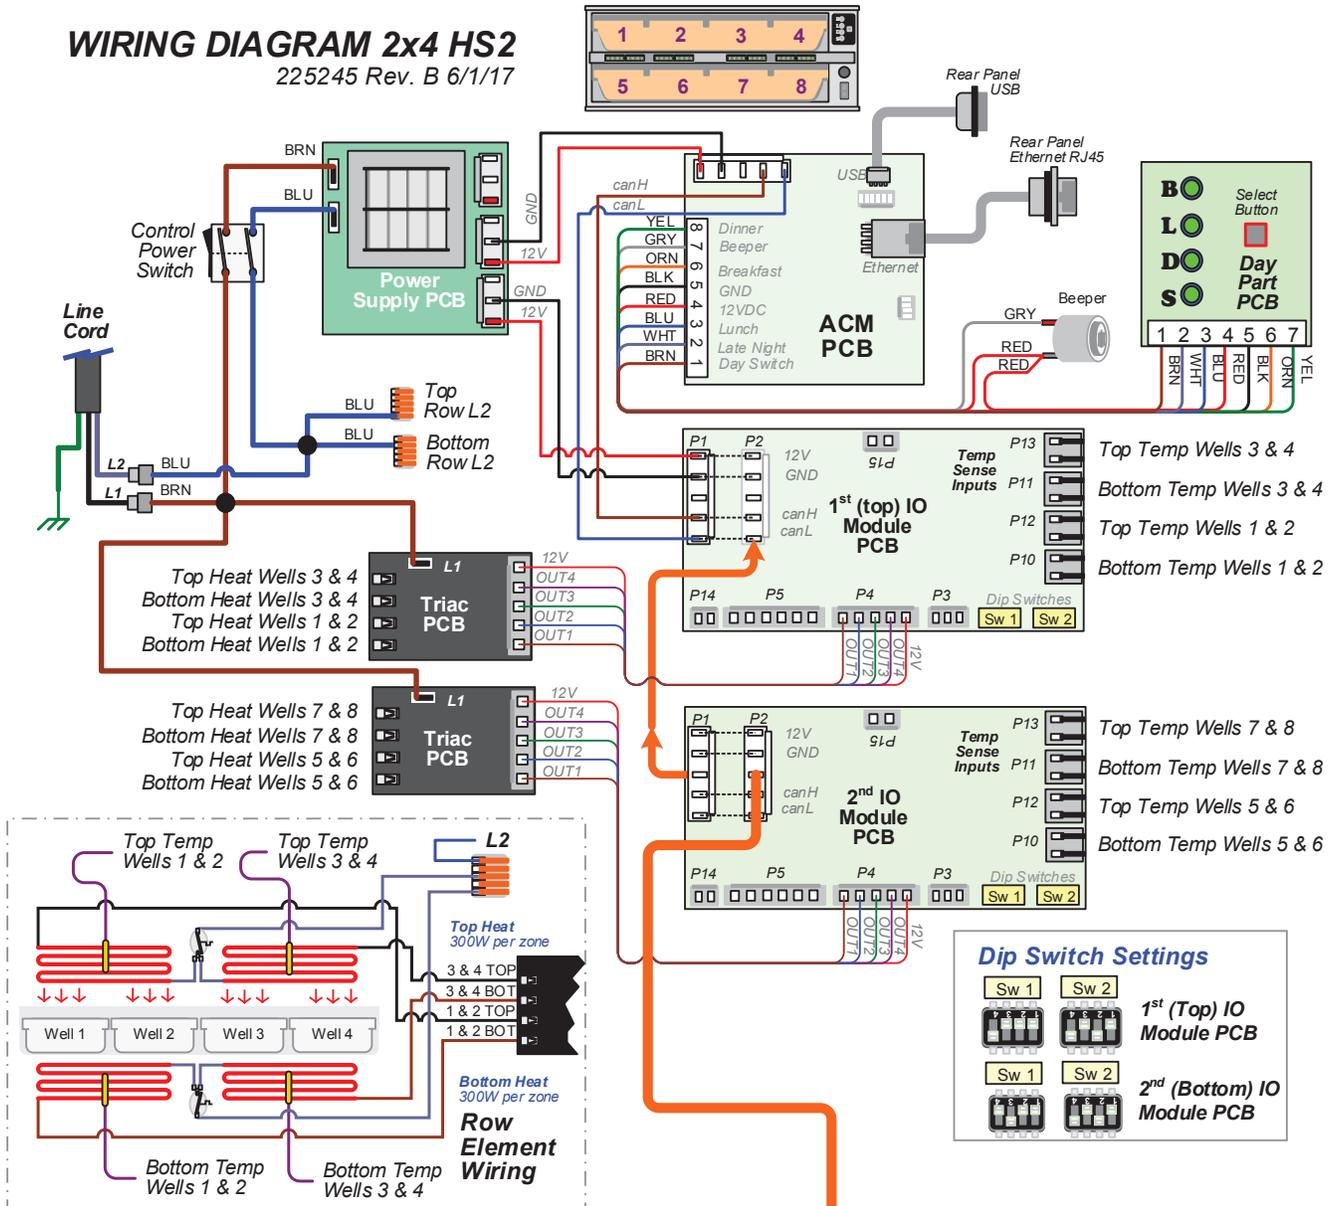 WIRING DIAGRAM 2x4 HS2
225245 Rev. B 6/1/17
1 2 3 4
5 6 7 8
Rear Panel
USB
Rear Panel
Ethernet RJ45
BRN
BLU
Control
Power
Switch
Power
Supply PCB
GND
12V
GND
12V
canH
canL
USB
Ethernet
YEL 8 Dinner
GRY 7 Beeper
ORN 6 Breakfast
BLK 5 GND
RED 4 12VDC
BLU 3 Lunch
WHT 2 Late Night
BRN 1 Day Switch
ACM
PCB
B
L
D
S
Select
Button
Day
Part
PCB
1 2 3 4 5 6 7
BRN WHT BLU RED BLK ORN YEL
Beeper
GRY
RED
RED
Line
Cord
BLU
Top
Row L2
BLU
Bottom
Row L2
L2 BLU
L1 BRN
P1 P2
12V
GND
canH
canL
P15
1st (top) IO
Module
PCB
Temp
Sense
Inputs
P13 Top Temp Wells 3 & 4
P11 Bottom Temp Wells 3 & 4
P12 Top Temp Wells 1 & 2
P10 Bottom Temp Wells 1 & 2
P14 P5 P4 P3
Dip Switches
Sw 1 Sw 2
OUT1 OUT2 OUT3 OUT4 12V
Top Heat Wells 3 & 4
Bottom Heat Wells 3 & 4
Top Heat Wells 1 & 2
Bottom Heat Wells 1 & 2
L1
Triac
PCB
12V
OUT4
OUT3
OUT2
OUT1
Top Heat Wells 7 & 8
Bottom Heat Wells 7 & 8
Top Heat Wells 5 & 6
Bottom Heat Wells 5 & 6
L1
Triac
PCB
12V
OUT4
OUT3
OUT2
OUT1
P1 P2
12V
GND
canH
canL
P15
2nd IO
Module
PCB
Temp
Sense
Inputs
P13 Top Temp Wells 7 & 8
P11 Bottom Temp Wells 7 & 8
P12 Top Temp Wells 5 & 6
P10 Bottom Temp Wells 5 & 6
P14 P5 P4 P3
Dip Switches
Sw 1 Sw 2
OUT1 OUT2 OUT3 OUT4 12V
Top Temp
Wells 1 & 2
Top Temp
Wells 3 & 4
L2
Top Heat
300W per zone
3 & 4 TOP
3 & 4 BOT
1 & 2 TOP
1 & 2 BOT
Well 1 Well 2 Well 3 Well 4
Bottom Heat
300W per zone
Row
Element
Wiring
Bottom Temp
Wells 1 & 2
Bottom Temp
Wells 3 & 4
Dip Switch Settings
Sw 1 Sw 2
4 3 2 1 4 3 2 1
1st (Top) IO
Module PCB
Sw 1 Sw 2
4 3 2 1 4 3 2 1
2nd (Bottom) IO
Module PCB